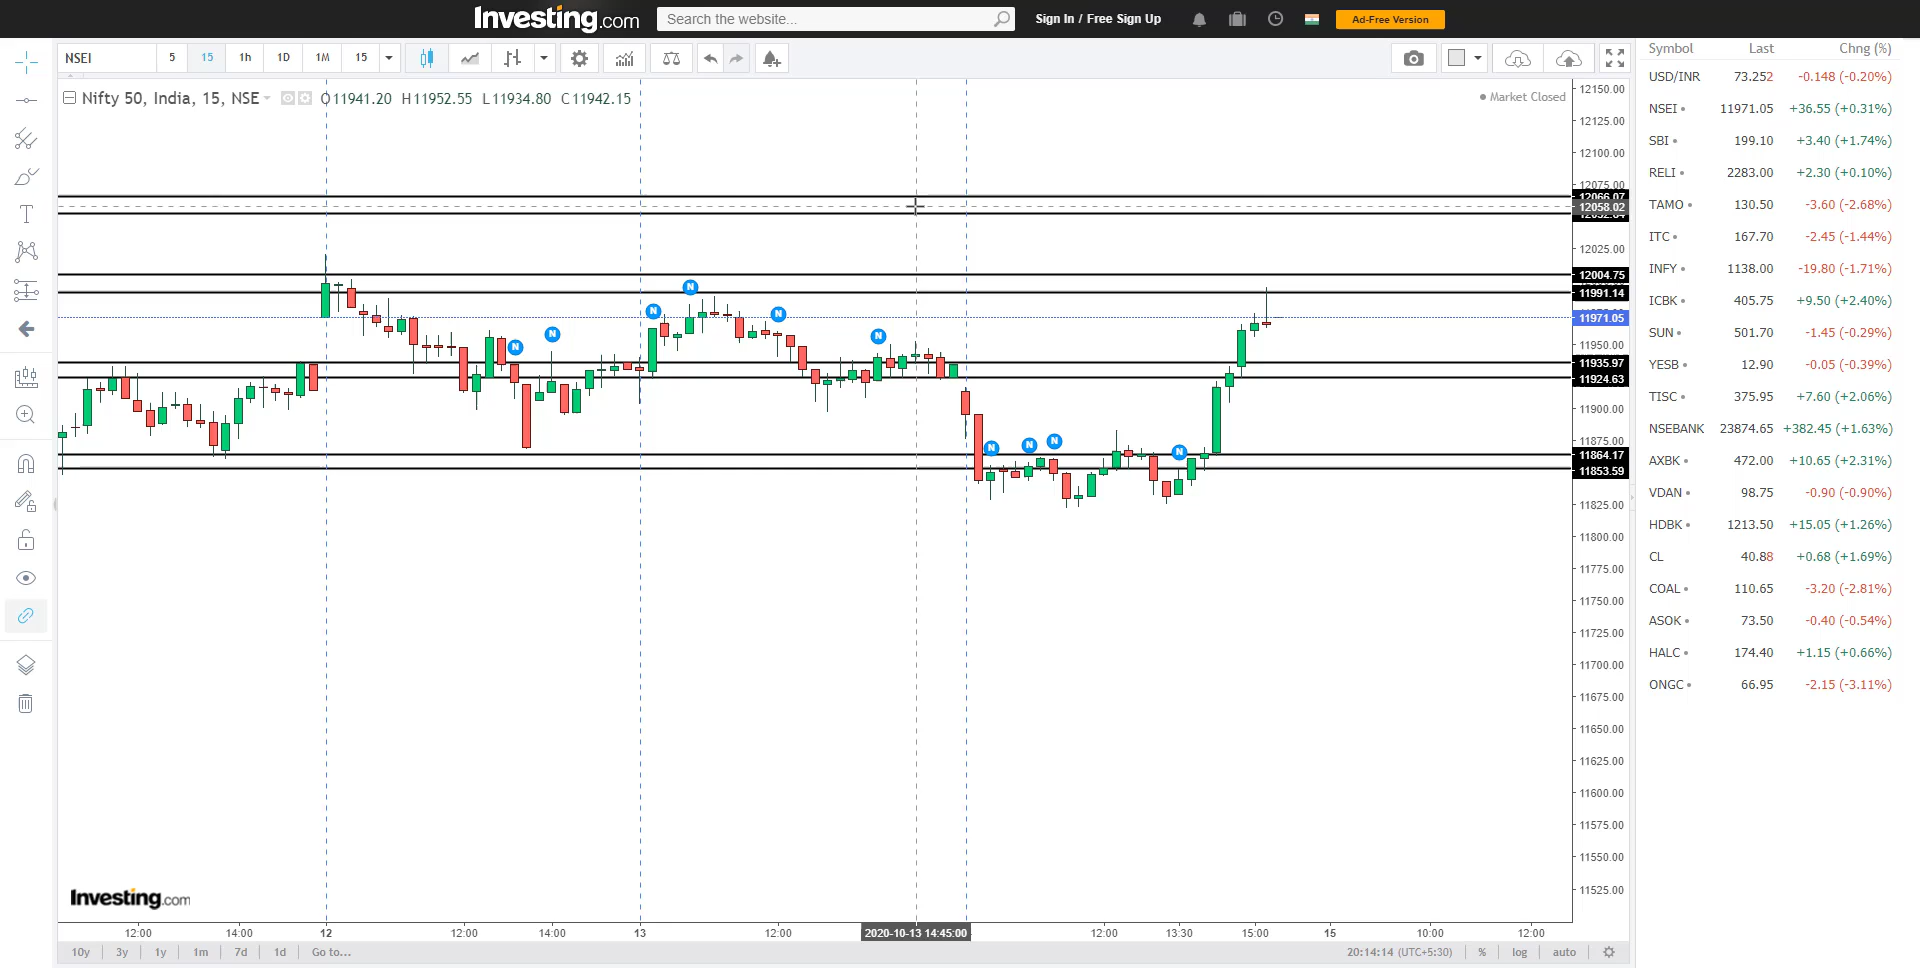 Investing.com
Search the website...
Sign In / Free Sign Up
Ad-Free Version
NSEI 5 15 1h 1D 1M 15
Nifty 50, India, 15, NSE O11941.20 H11952.55 L11934.80 C11942.15
Market Closed
12150.00
12125.00
12100.00
12075.00
12066.07
12058.02
12025.00
12004.75
11991.14
11971.05
11950.00
11935.97
11924.63
11900.00
11875.00
11864.17
11853.59
11825.00
11800.00
11775.00
11750.00
11725.00
11700.00
11675.00
11650.00
11625.00
11600.00
11575.00
11550.00
11525.00
N
N
N
N
N
N
N
N
N
N
Investing.com
12:00 14:00 12 12:00 14:00 13 12:00 2020-10-13 14:45:00 12:00 13:30 15:00 15 10:00 12:00
10y 3y 1y 1m 7d 1d Go to... 20:14:14 (UTC+5:30) % log auto
Symbol Last Chng (%)
USD/INR 73.252 -0.148 (-0.20%)
NSEI 11971.05 +36.55 (+0.31%)
SBI 199.10 +3.40 (+1.74%)
RELI 2283.00 +2.30 (+0.10%)
TAMO 130.50 -3.60 (-2.68%)
ITC 167.70 -2.45 (-1.44%)
INFY 1138.00 -19.80 (-1.71%)
ICBK 405.75 +9.50 (+2.40%)
SUN 501.70 -1.45 (-0.29%)
YESB 12.90 -0.05 (-0.39%)
TISC 375.95 +7.60 (+2.06%)
NSEBANK 23874.65 +382.45 (+1.63%)
AXBK 472.00 +10.65 (+2.31%)
VDAN 98.75 -0.90 (-0.90%)
HDBK 1213.50 +15.05 (+1.26%)
CL 40.88 +0.68 (+1.69%)
COAL 110.65 -3.20 (-2.81%)
ASOK 73.50 -0.40 (-0.54%)
HALC 174.40 +1.15 (+0.66%)
ONGC 66.95 -2.15 (-3.11%)